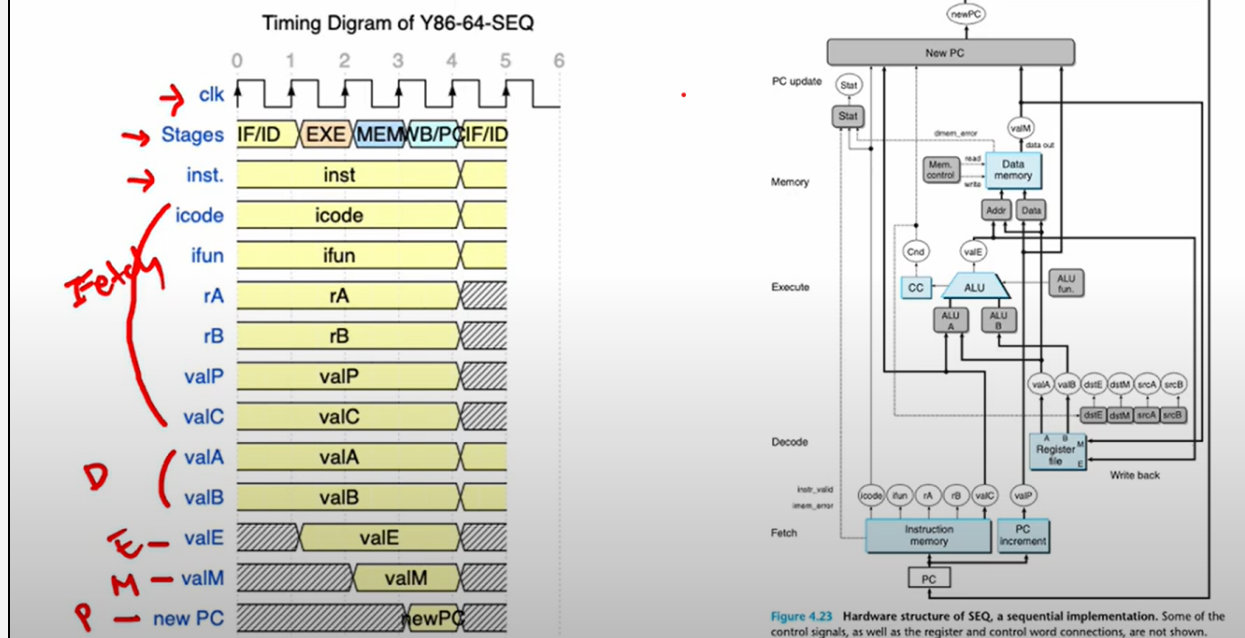 Timing Digram of Y86-64-SEQ
0 1 2 3 4 5 6
clk
Stages IF/ID EXE MEM WB/PC IF/ID
inst. inst
icode icode
ifun ifun
rA rA
rB rB
valP valP
valC valC
valA valA
valB valB
valE valE
valM valM
new PC newPC
Fetch
D
E
M
P
newPC
New PC
PC update
Stat
Stat
valM
dmem_error
data out
Memory
Mem. control
read
write
Data memory
Addr
Data
Cnd
valE
Execute
CC
ALU
ALU fun.
ALU A
ALU B
valA valB dstE dstM srcA srcB
dstE dstM srcA srcB
Decode
A B
M
Register file
E
Write back
instr_valid
icode ifun rA rB valC valP
imem_error
Fetch
Instruction memory
PC increment
PC
Figure 4.23 Hardware structure of SEQ, a sequential implementation. Some of the
control signals, as well as the register and control word connections, are not shown.